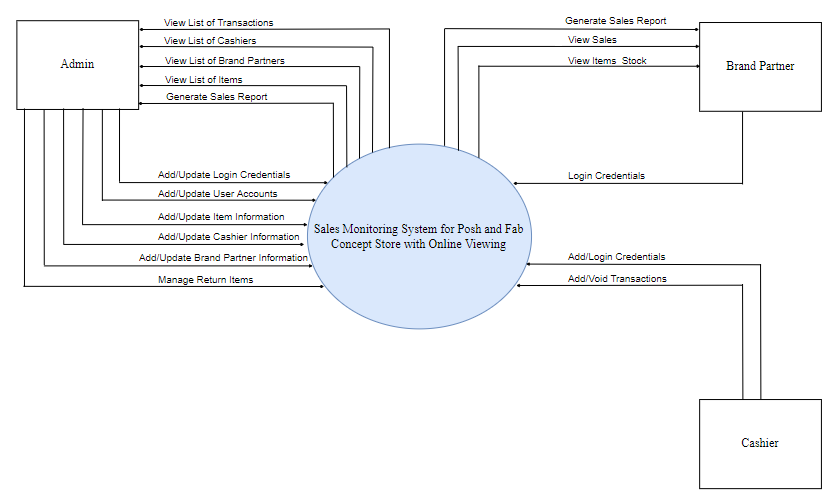 View List of Transactions
View List of Cashiers
View List of Brand Partners
View List of Items
Generate Sales Report
Admin
Generate Sales Report
View Sales
View Items Stock
Brand Partner
Add/Update Login Credentials
Add/Update User Accounts
Add/Update Item Information
Add/Update Cashier Information
Add/Update Brand Partner Information
Manage Return Items
Sales Monitoring System for Posh and Fab
Concept Store with Online Viewing
Login Credentials
Add/Login Credentials
Add/Void Transactions
Cashier